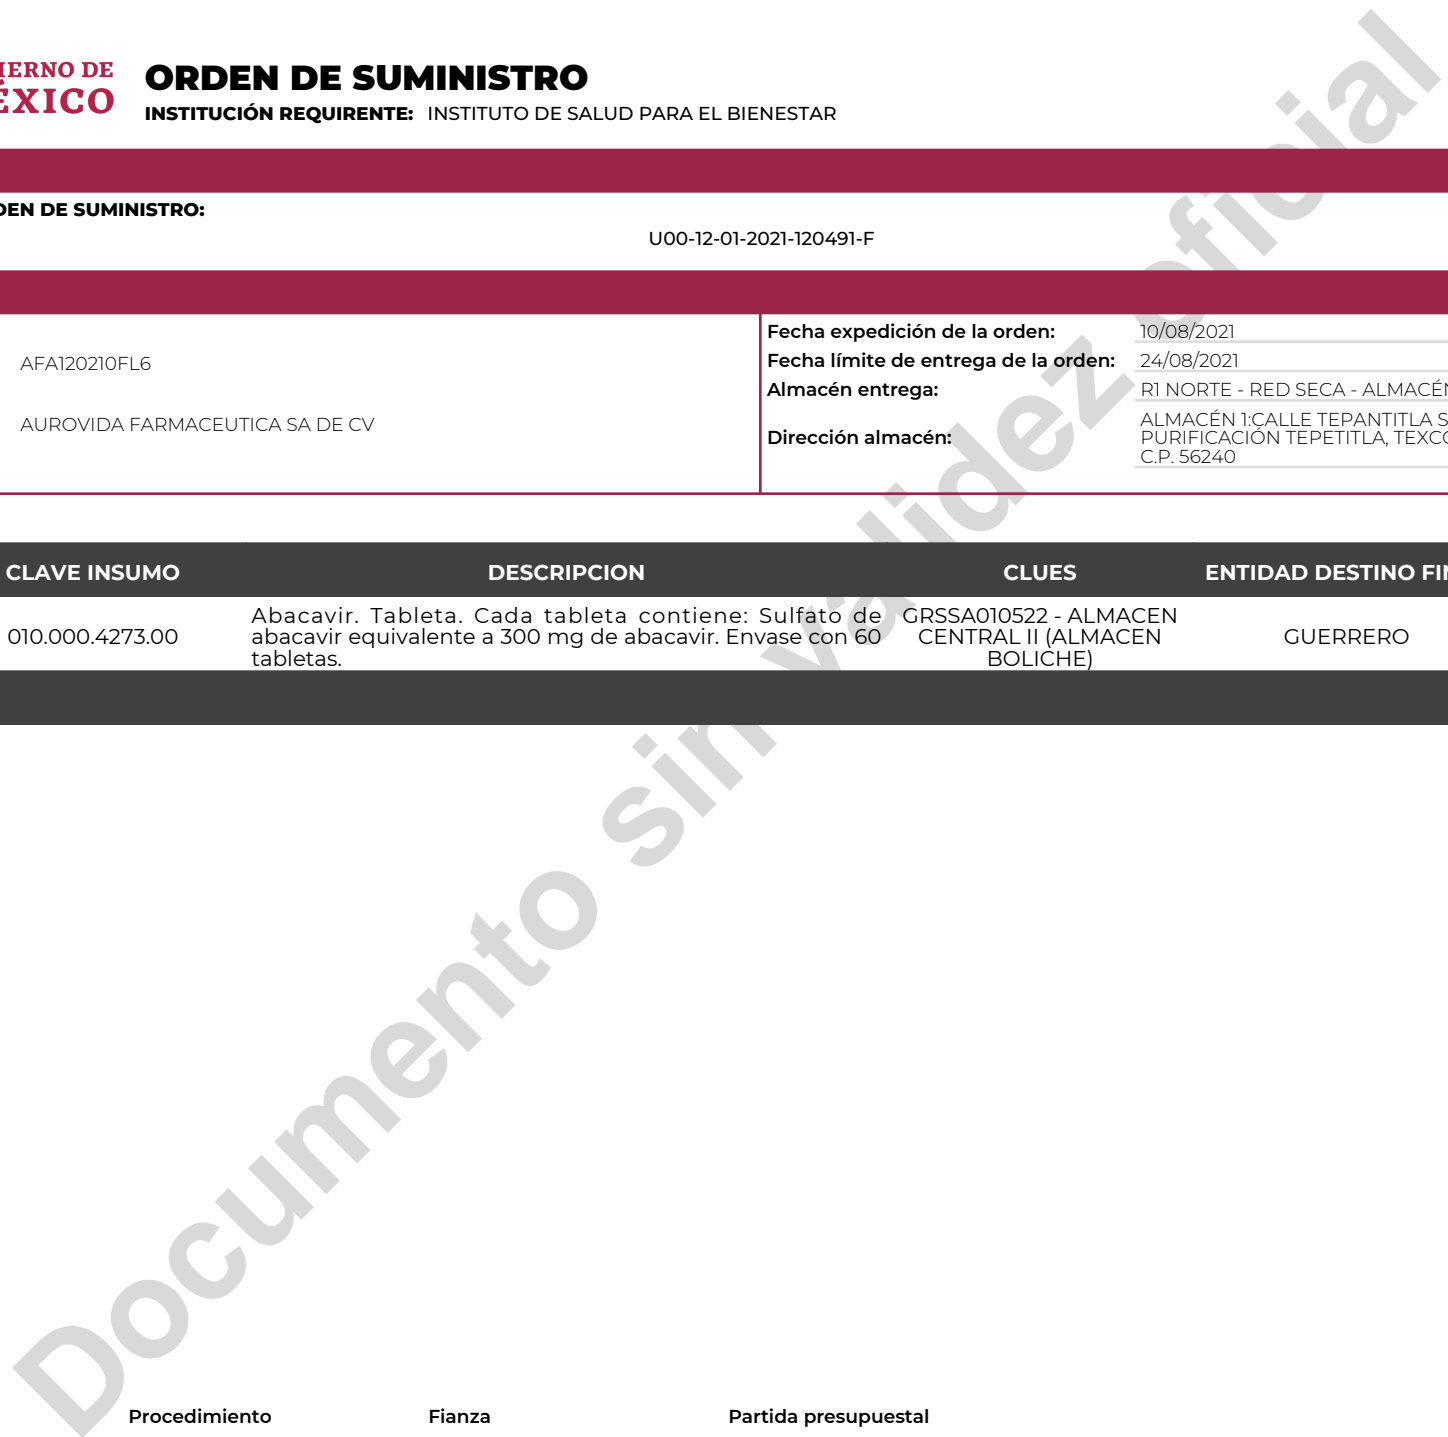 IERNO DE
ÉXICO
ORDEN DE SUMINISTRO
INSTITUCIÓN REQUIRENTE: INSTITUTO DE SALUD PARA EL BIENESTAR
DEN DE SUMINISTRO:
U00-12-01-2021-120491-F
AFA120210FL6
AUROVIDA FARMACEUTICA SA DE CV
Fecha expedición de la orden: 10/08/2021
Fecha límite de entrega de la orden: 24/08/2021
Almacén entrega: R1 NORTE - RED SECA - ALMACÉN
Dirección almacén:
ALMACÉN 1:CALLE TEPANTITLA S
PURIFICACIÓN TEPETITLA, TEXCO
C.P. 56240
CLAVE INSUMO DESCRIPCION CLUES ENTIDAD DESTINO FIN
010.000.4273.00
Abacavir. Tableta. Cada tableta contiene: Sulfato de
abacavir equivalente a 300 mg de abacavir. Envase con 60
tabletas.
GRSSA010522 - ALMACEN
CENTRAL II (ALMACEN
BOLICHE)
GUERRERO
Documento sin validez oficial
Procedimiento Fianza Partida presupuestal